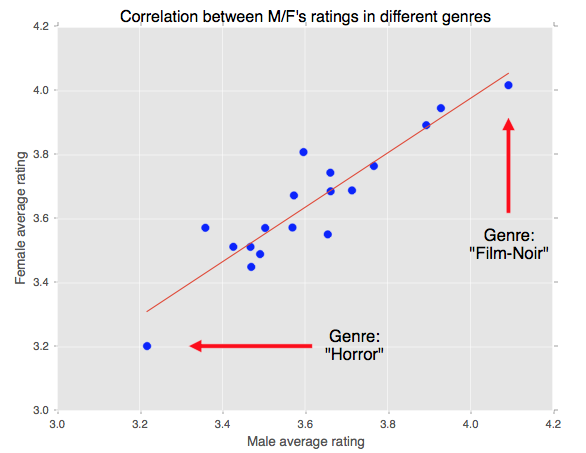 Correlation between M/F's ratings in different genres
4.2
4.0
3.8
3.6
3.4
3.2
3.0
Female average rating
Genre:
"Film-Noir"
Genre:
"Horror"
3.0 3.2 3.4 3.6 3.8 4.0 4.2
Male average rating